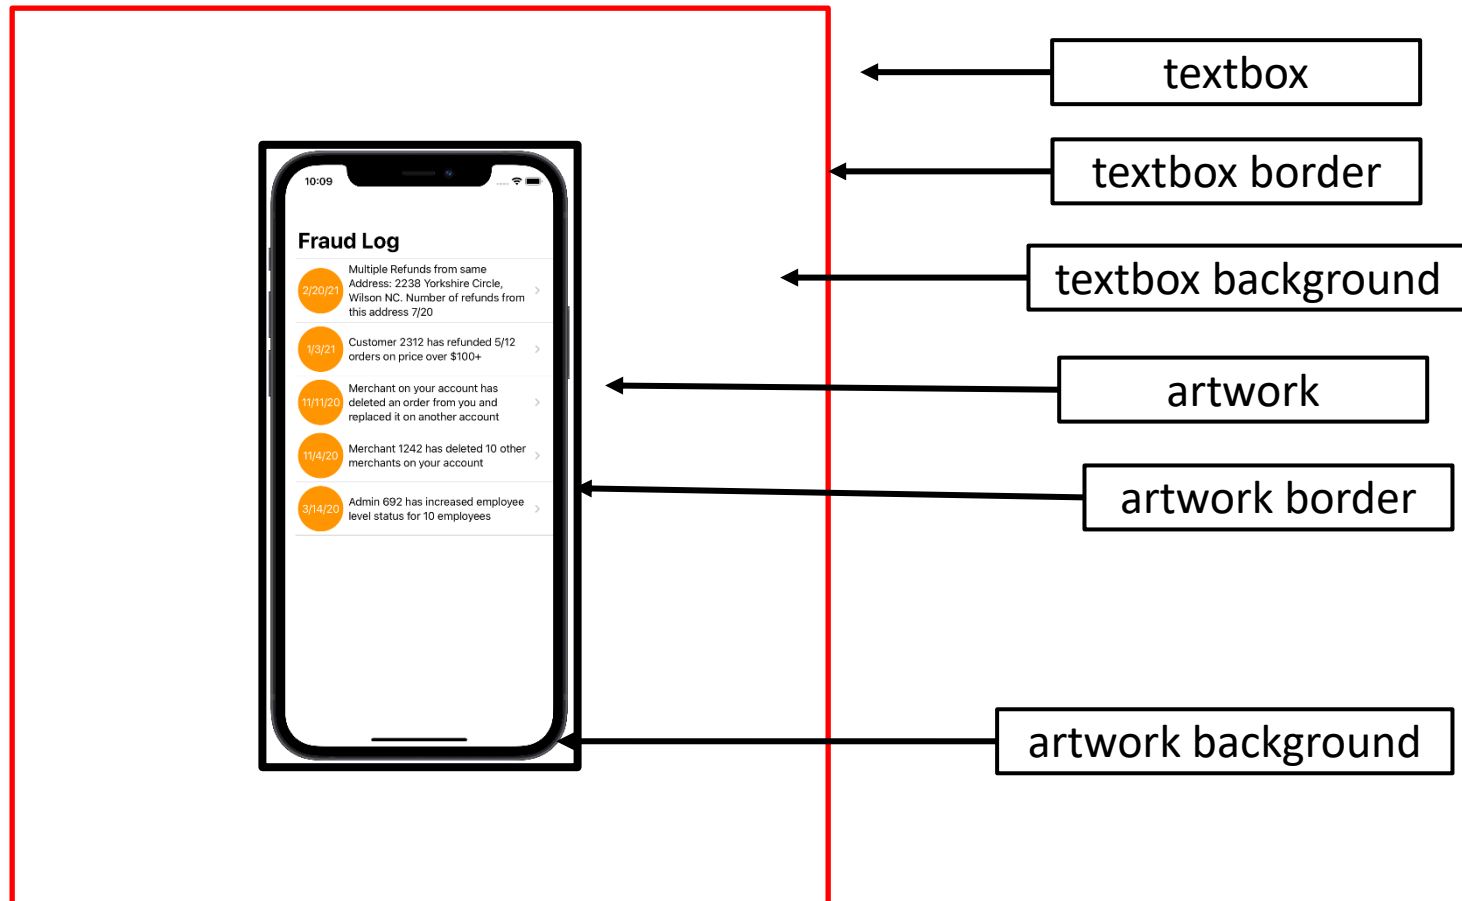 10:09
Fraud Log
2/20/21
Multiple Refunds from same
Address: 2238 Yorkshire Circle,
Wilson NC. Number of refunds from
this address 7/20
1/3/21
Customer 2312 has refunded 5/12
orders on price over $100+
11/11/20
Merchant on your account has
deleted an order from you and
replaced it on another account
11/4/20
Merchant 1242 has deleted 10 other
merchants on your account
3/14/20
Admin 692 has increased employee
level status for 10 employees
textbox
textbox border
textbox background
artwork
artwork border
artwork background